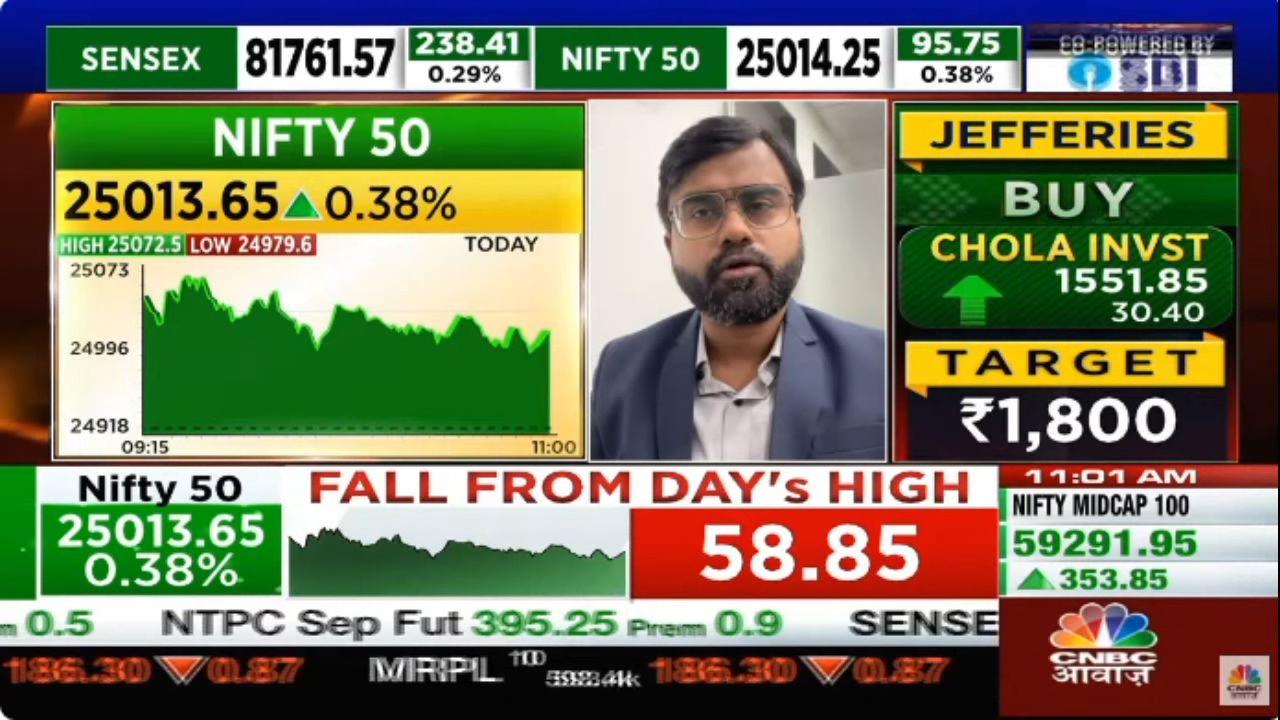 SENSEX 81761.57 238.41 0.29% NIFTY 50 25014.25 95.75 0.38%
CO-POWERED BY
SBI
NIFTY 50
25013.65 0.38%
HIGH 25072.5 LOW 24979.6 TODAY
25073
24996
24918
09:15 11:00
JEFFERIES
BUY
CHOLA INVST
1551.85
30.40
TARGET
₹1,800
Nifty 50
25013.65
0.38%
FALL FROM DAY's HIGH
58.85
11:01 AM
NIFTY MIDCAP 100
59291.95
353.85
0.5 NTPC Sep Fut 395.25 Prem 0.9 SENSE
186.30 0.87 MRPL 186.30 0.87
CNBC
आवाज़
CNBC
आवाज़